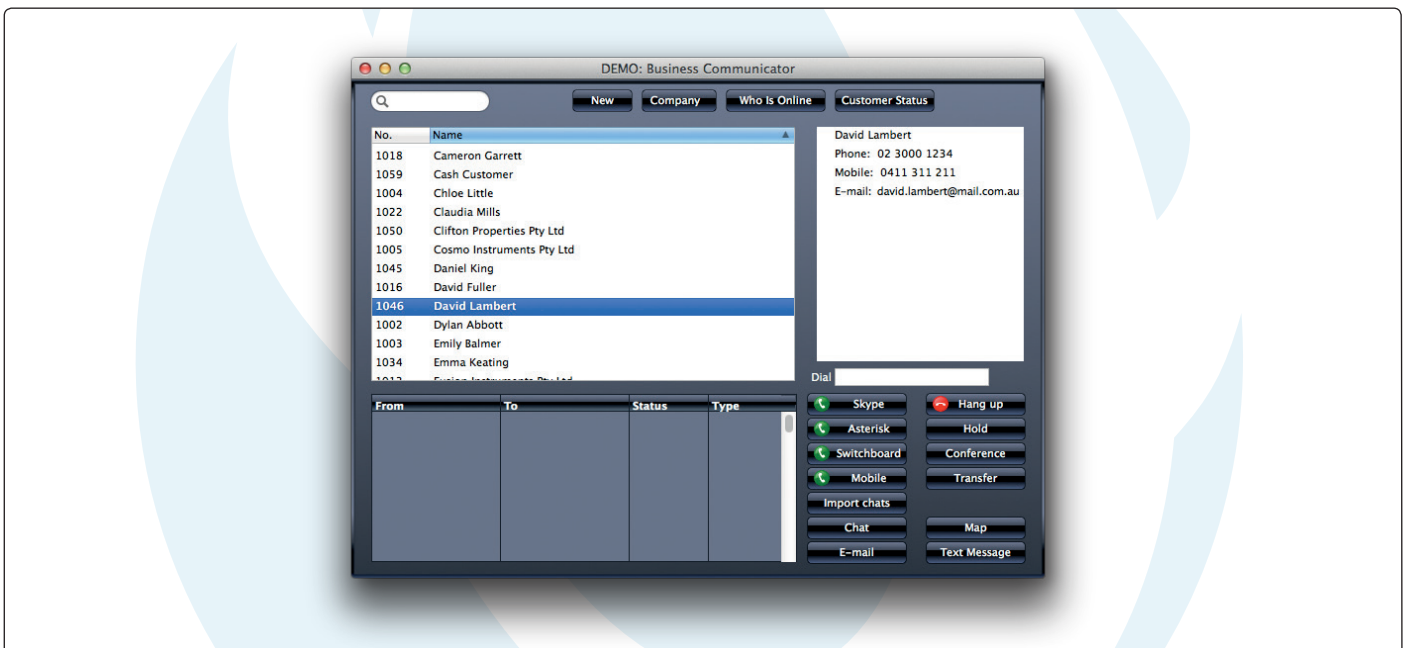 DEMO: Business Communicator
New Company Who Is Online Customer Status
No. Name
1018 Cameron Garrett
1059 Cash Customer
1004 Chloe Little
1022 Claudia Mills
1050 Clifton Properties Pty Ltd
1005 Cosmo Instruments Pty Ltd
1045 Daniel King
1016 David Fuller
1046 David Lambert
1002 Dylan Abbott
1003 Emily Balmer
1034 Emma Keating
David Lambert
Phone: 02 3000 1234
Mobile: 0411 311 211
E-mail: david.lambert@mail.com.au
Dial
From To Status Type
Skype Hang up
Asterisk Hold
Switchboard Conference
Mobile Transfer
Import chats
Chat Map
E-mail Text Message